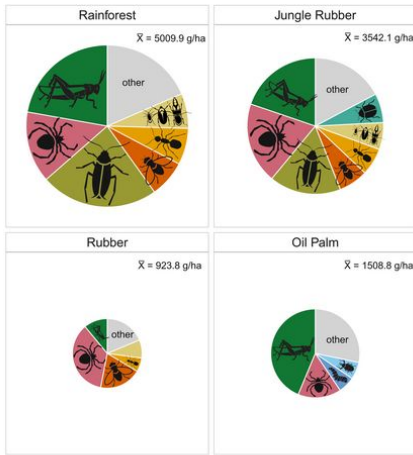 Rainforest
X̅ = 5009.9 g/ha
other
Jungle Rubber
X̅ = 3542.1 g/ha
other
Rubber
X̅ = 923.8 g/ha
other
Oil Palm
X̅ = 1508.8 g/ha
other